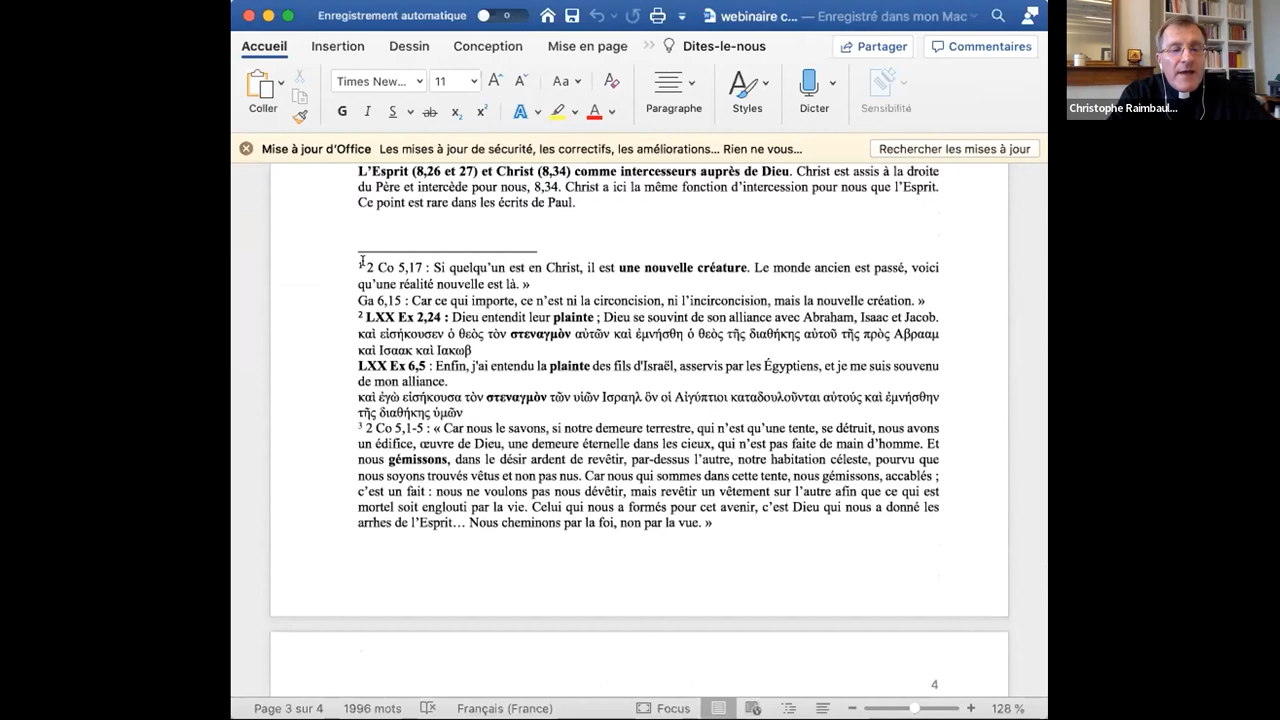 Enregistrement automatique
webinaire c... — Enregistré dans mon Mac
Accueil Insertion Dessin Conception Mise en page Dites-le-nous Partager Commentaires
Times New... 11
Coller G I S ab x₂ x² A A Paragraphe Styles Dicter Sensibilité
Christophe Raimbaul...
Mise à jour d’Office Les mises à jour de sécurité, les correctifs, les améliorations... Rien ne vous... Rechercher les mises à jour
L’Esprit (8,26 et 27) et Christ (8,34) comme intercesseurs auprès de Dieu. Christ est assis à la droite
du Père et intercède pour nous, 8,34. Christ a ici la même fonction d’intercession pour nous que l’Esprit.
Ce point est rare dans les écrits de Paul.
1 2 Co 5,17 : Si quelqu’un est en Christ, il est une nouvelle créature. Le monde ancien est passé, voici
qu’une réalité nouvelle est là. »
Ga 6,15 : Car ce qui importe, ce n’est ni la circoncision, ni l’incirconcision, mais la nouvelle création. »
2 LXX Ex 2,24 : Dieu entendit leur plainte ; Dieu se souvint de son alliance avec Abraham, Isaac et Jacob.
καὶ εἰσήκουσεν ὁ θεὸς τὸν στεναγμὸν αὐτῶν καὶ ἐμνήσθη ὁ θεὸς τῆς διαθήκης αὐτοῦ τῆς πρὸς Αβρααμ
καὶ Ισαακ καὶ Ιακωβ
LXX Ex 6,5 : Enfin, j'ai entendu la plainte des fils d'Israël, asservis par les Égyptiens, et je me suis souvenu
de mon alliance.
καὶ ἐγὼ εἰσήκουσα τὸν στεναγμὸν τῶν υἱῶν Ισραηλ ὃν οἱ Αἰγύπτιοι καταδουλοῦνται αὐτούς καὶ ἐμνήσθην
τῆς διαθήκης ὑμῶν
3 2 Co 5,1-5 : « Car nous le savons, si notre demeure terrestre, qui n’est qu’une tente, se détruit, nous avons
un édifice, œuvre de Dieu, une demeure éternelle dans les cieux, qui n’est pas faite de main d’homme. Et
nous gémissons, dans le désir ardent de revêtir, par-dessus l’autre, notre habitation céleste, pourvu que
nous soyons trouvés vêtus et non pas nus. Car nous qui sommes dans cette tente, nous gémissons, accablés ;
c’est un fait : nous ne voulons pas nous dévêtir, mais revêtir un vêtement sur l’autre afin que ce qui est
mortel soit englouti par la vie. Celui qui nous a formés pour cet avenir, c’est Dieu qui nous a donné les
arrhes de l’Esprit… Nous cheminons par la foi, non par la vue. »
4
Page 3 sur 4 1996 mots Français (France) Focus 128 %